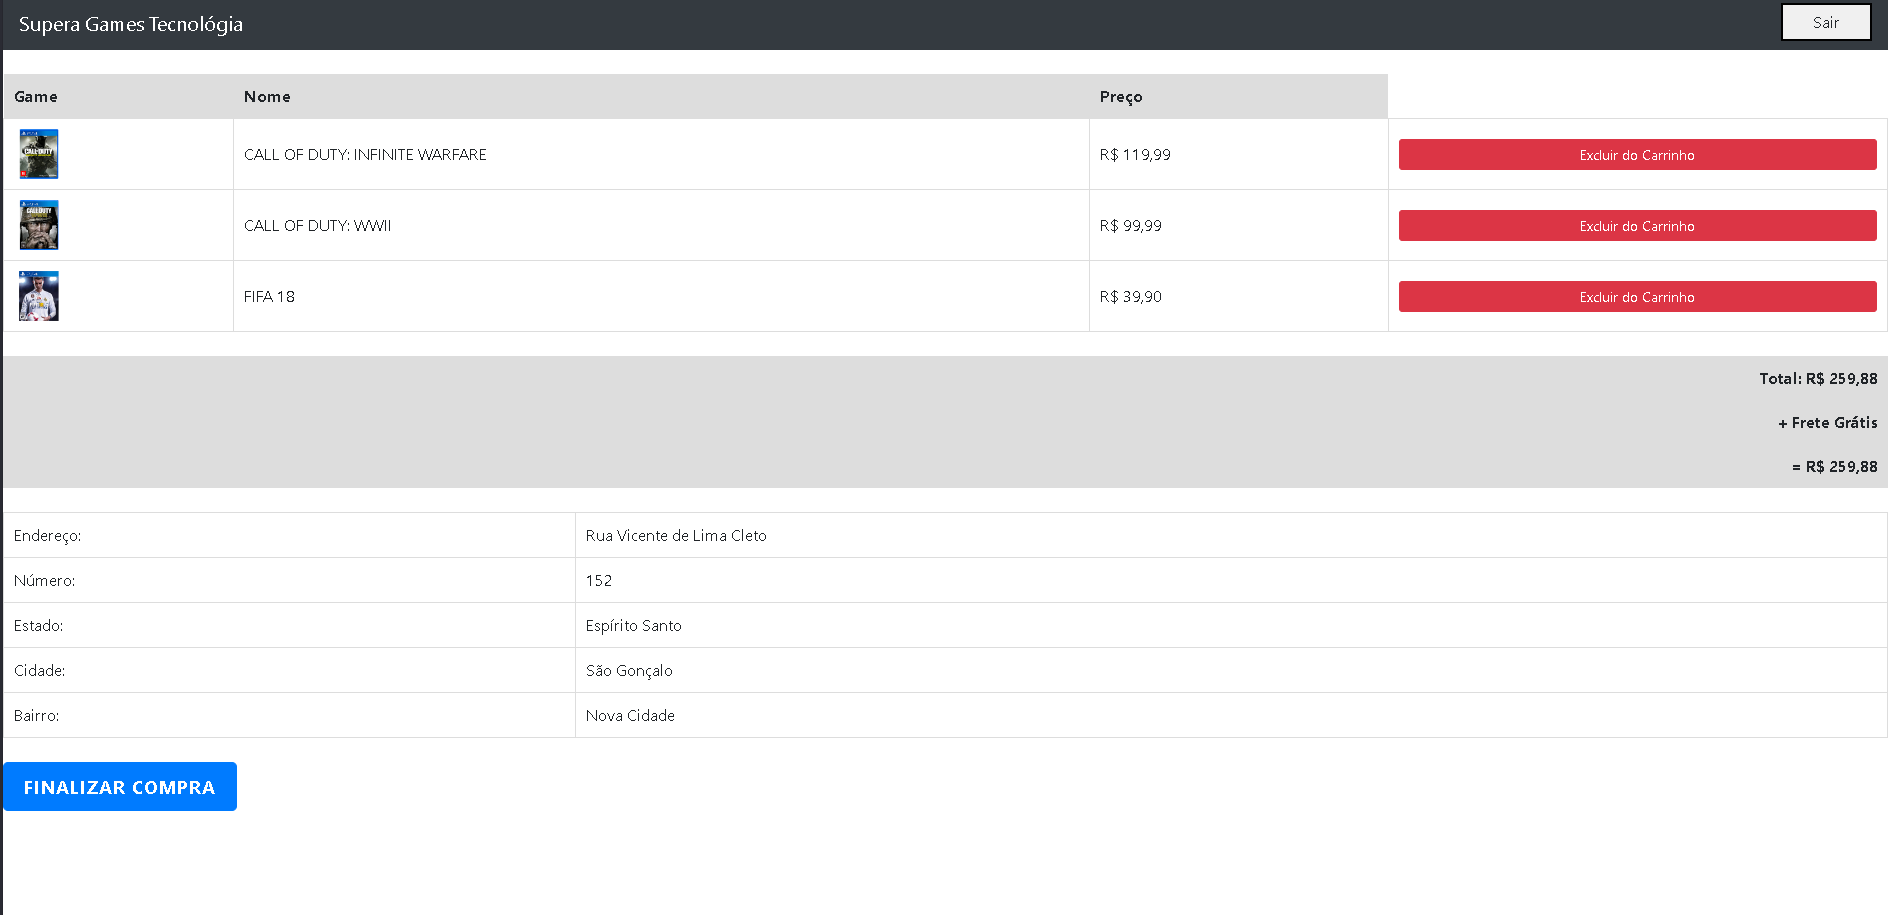 Supera Games Tecnológia
Sair
Game Nome Preço
CALL OF DUTY: INFINITE WARFARE R$ 119,99 Excluir do Carrinho
CALL OF DUTY: WWII R$ 99,99 Excluir do Carrinho
FIFA 18 R$ 39,90 Excluir do Carrinho
Total: R$ 259,88
+ Frete Grátis
= R$ 259,88
Endereço: Rua Vicente de Lima Cleto
Número: 152
Estado: Espírito Santo
Cidade: São Gonçalo
Bairro: Nova Cidade
FINALIZAR COMPRA